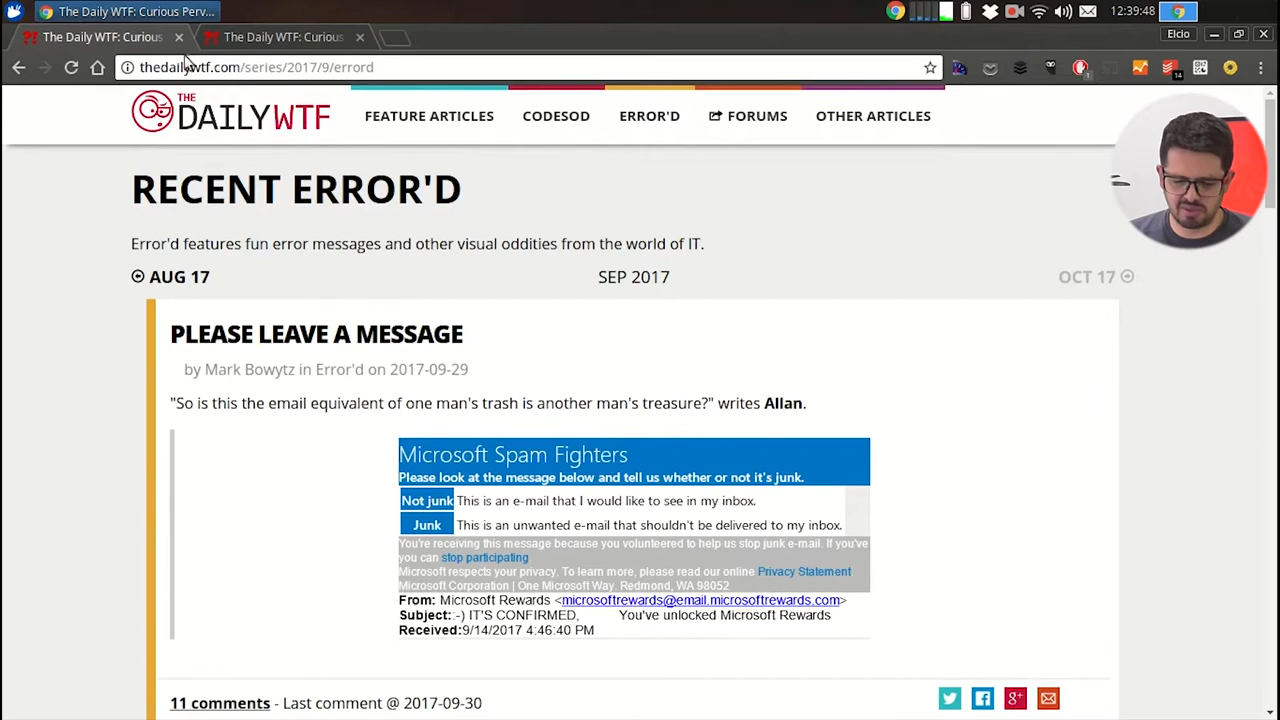 The Daily WTF: Curious Perv...
12:39:48
The Daily WTF: Curious
The Daily WTF: Curious
Elcio
thedailywtf.com/series/2017/9/errord
1
14
THE
DAILYWTF
FEATURE ARTICLES
CODESOD
ERROR'D
FORUMS
OTHER ARTICLES
RECENT ERROR'D
Error'd features fun error messages and other visual oddities from the world of IT.
AUG 17
SEP 2017
OCT 17
PLEASE LEAVE A MESSAGE
by Mark Bowytz in Error'd on 2017-09-29
"So is this the email equivalent of one man's trash is another man's treasure?" writes Allan.
Microsoft Spam Fighters
Please look at the message below and tell us whether or not it's junk.
Not junk This is an e-mail that I would like to see in my inbox.
Junk This is an unwanted e-mail that shouldn't be delivered to my inbox.
You're receiving this message because you volunteered to help us stop junk e-mail. If you've
you can stop participating
Microsoft respects your privacy. To learn more, please read our online Privacy Statement
Microsoft Corporation | One Microsoft Way. Redmond, WA 98052
From: Microsoft Rewards <microsoftrewards@email.microsoftrewards.com>
Subject: :-) IT'S CONFIRMED, You've unlocked Microsoft Rewards
Received:9/14/2017 4:46:40 PM
11 comments - Last comment @ 2017-09-30
g+